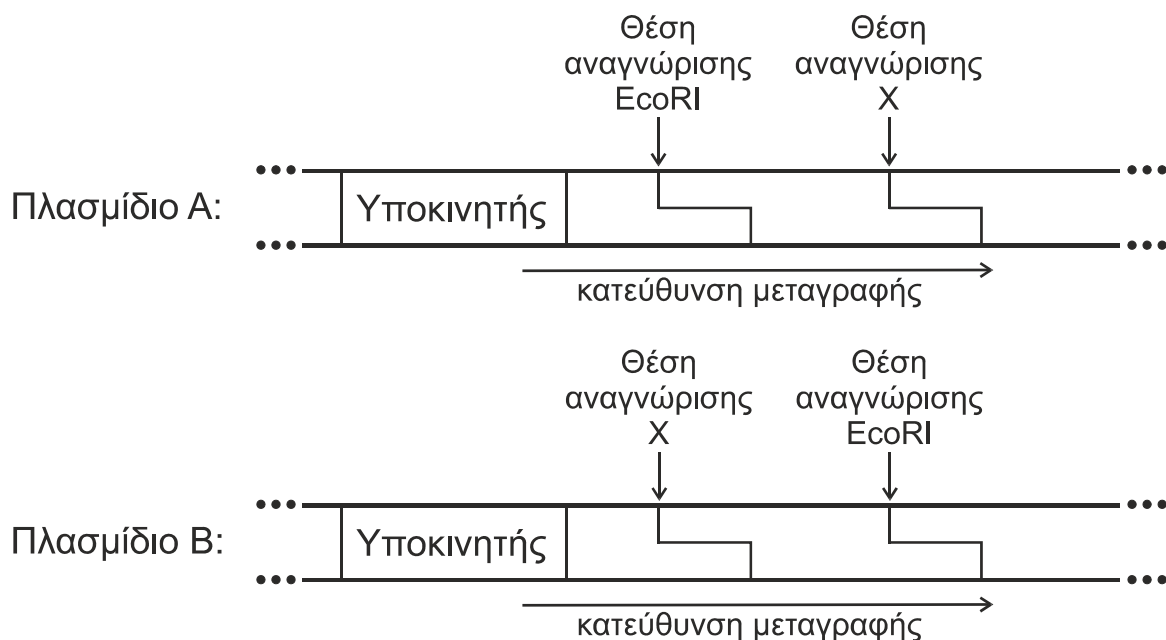 Θέση
αναγνώρισης
EcoRI
Θέση
αναγνώρισης
X
Πλασμίδιο Α:
Υποκινητής
κατεύθυνση μεταγραφής
Θέση
αναγνώρισης
X
Θέση
αναγνώρισης
EcoRI
Πλασμίδιο Β:
Υποκινητής
κατεύθυνση μεταγραφής